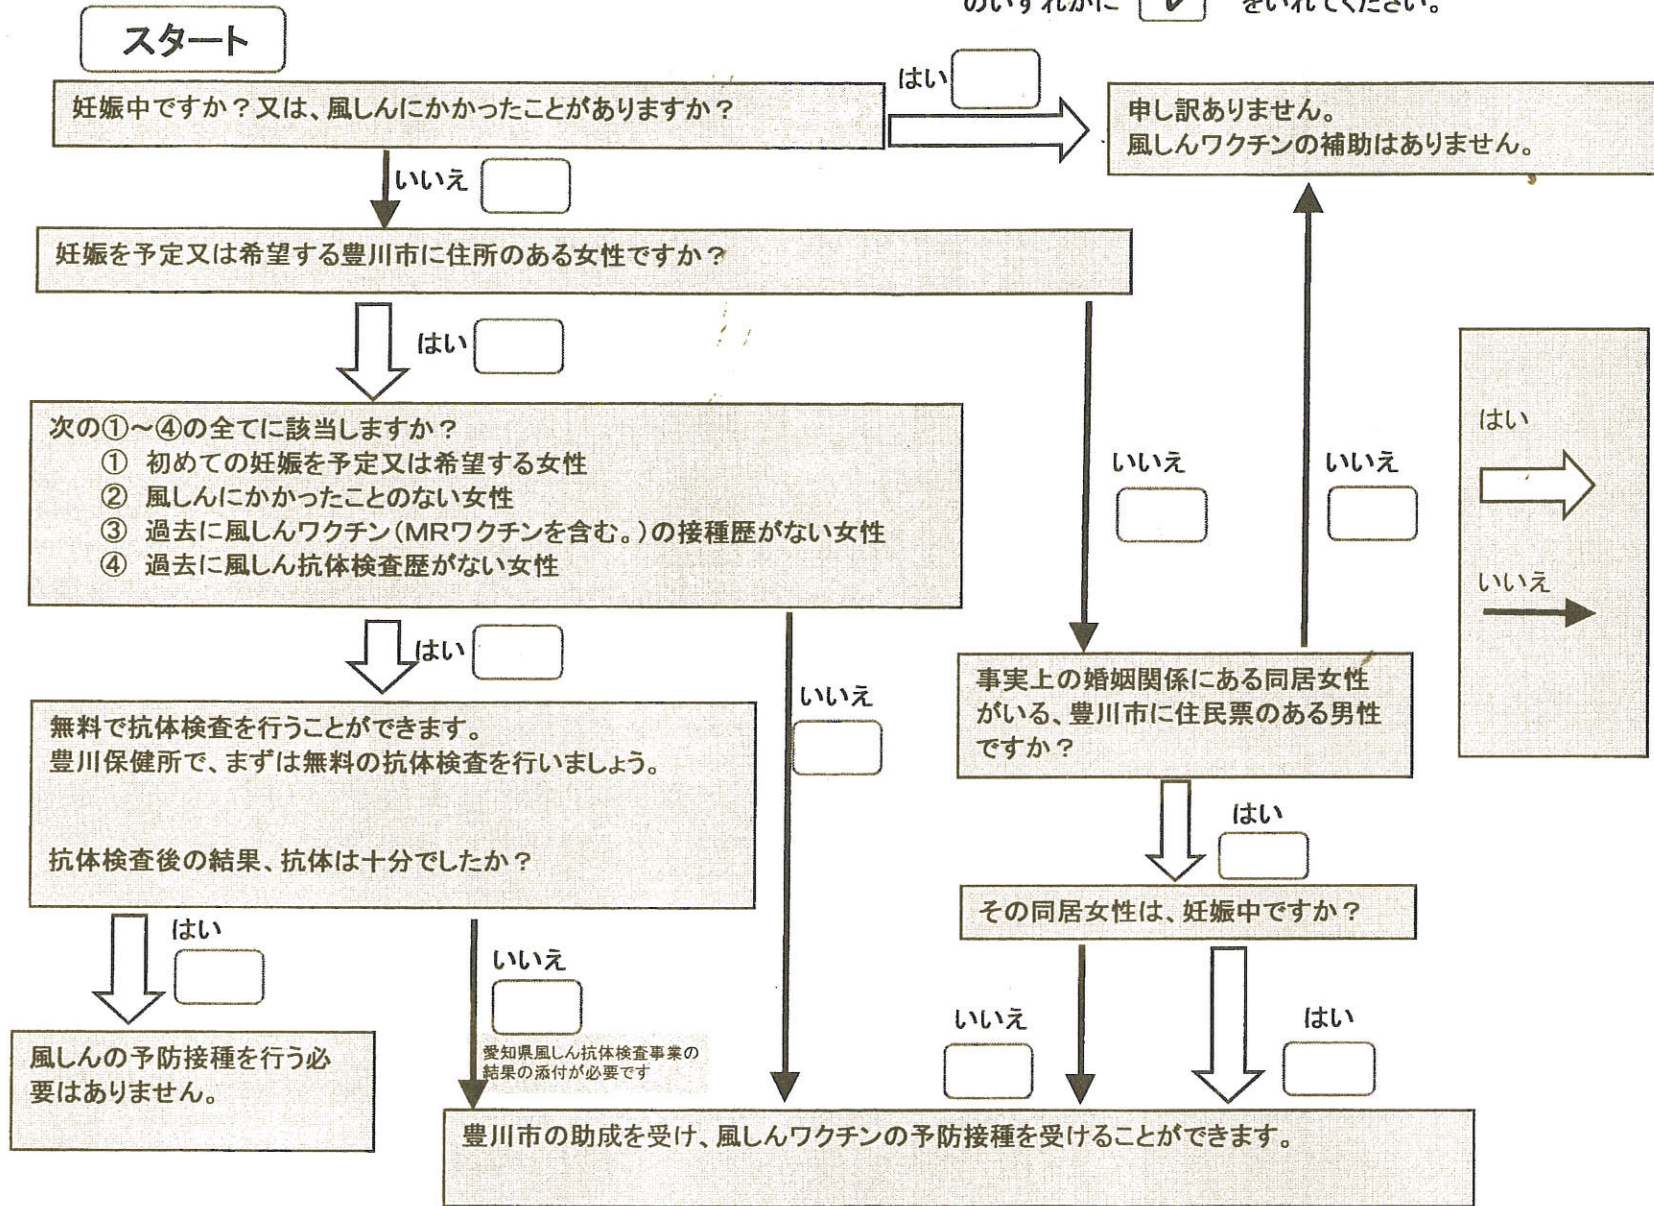 のいずれかに をいれてください。
スタート
妊娠中ですか？又は、風しんにかかったことがありますか？
はい
申し訳ありません。
風しんワクチンの補助はありません。
いいえ
妊娠を予定又は希望する豊川市に住所のある女性ですか？
はい
次の①～④の全てに該当しますか？
① 初めての妊娠を予定又は希望する女性
② 風しんにかかったことのない女性
③ 過去に風しんワクチン（MRワクチンを含む。）の接種歴がない女性
④ 過去に風しん抗体検査歴がない女性
いいえ
いいえ
はい
いいえ
はい
無料で抗体検査を行うことができます。
豊川保健所で、まずは無料の抗体検査を行いましょう。
抗体検査後の結果、抗体は十分でしたか？
いいえ
事実上の婚姻関係にある同居女性
がいる、豊川市に住民票のある男性
ですか？
はい
その同居女性は、妊娠中ですか？
はい
いいえ
愛知県風しん抗体検査事業の
結果の添付が必要です
いいえ
はい
風しんの予防接種を行う必
要はありません。
豊川市の助成を受け、風しんワクチンの予防接種を受けることができます。